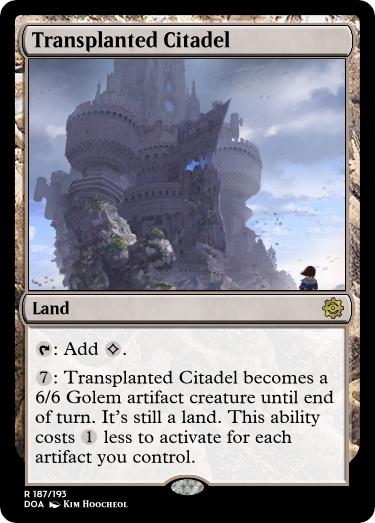 Transplanted Citadel
Land
: Add .
7: Transplanted Citadel becomes a
6/6 Golem artifact creature until end
of turn. It's still a land. This ability
costs 1 less to activate for each
artifact you control.
R 187/193
DOA Kim Hoocheol